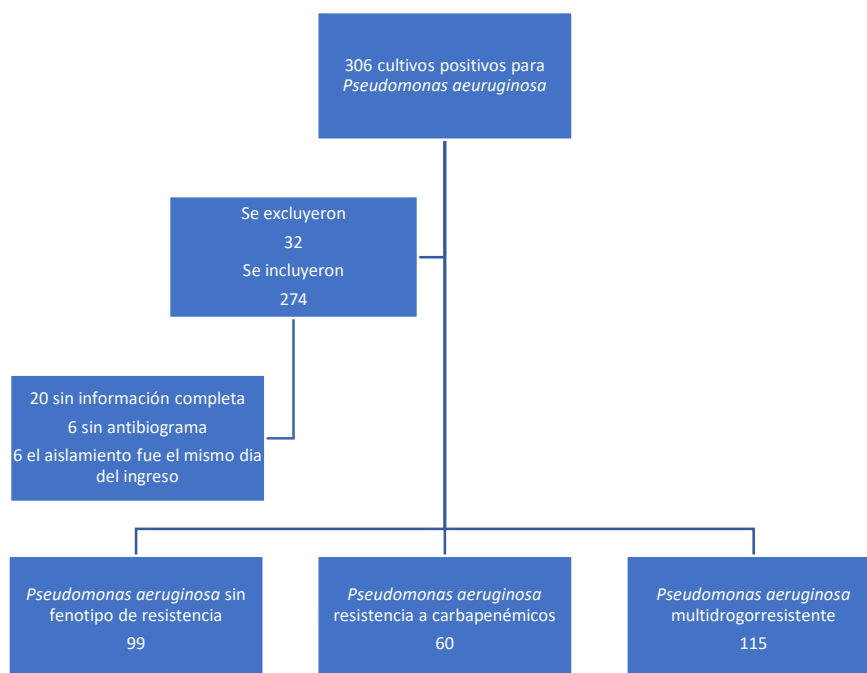 306 cultivos positivos para
Pseudomonas aeuruginosa
Se excluyeron
32
Se incluyeron
274
20 sin información completa
6 sin antibiograma
6 el aislamiento fue el mismo dia
del ingreso
Pseudomonas aeruginosa sin
fenotipo de resistencia
99
Pseudomonas aeruginosa
resistencia a carbapenémicos
60
Pseudomonas aeruginosa
multidrogorresistente
115